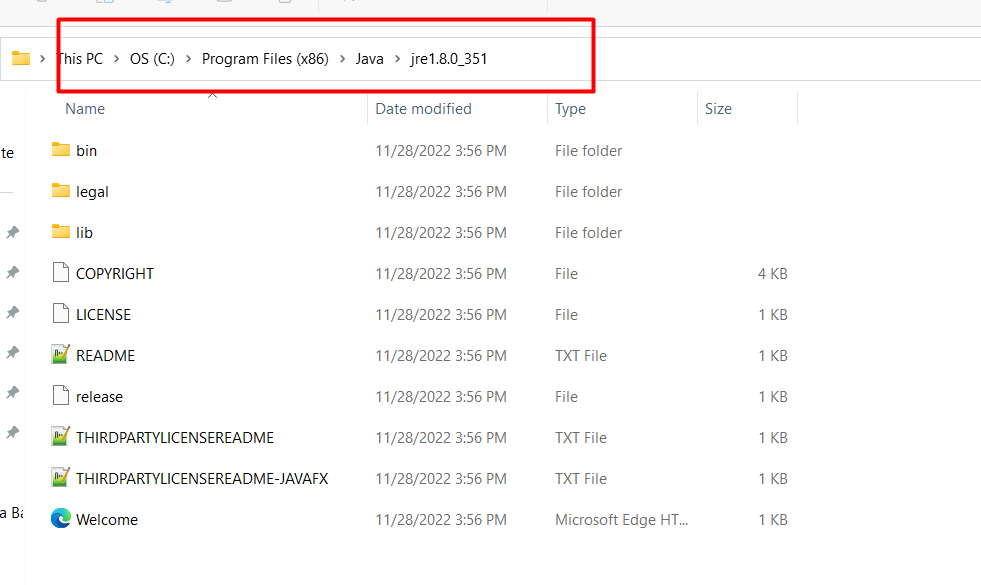 This PC > OS (C:) > Program Files (x86) > Java > jre1.8.0_351
Name Date modified Type Size
te
bin 11/28/2022 3:56 PM File folder
legal 11/28/2022 3:56 PM File folder
lib 11/28/2022 3:56 PM File folder
COPYRIGHT 11/28/2022 3:56 PM File 4 KB
LICENSE 11/28/2022 3:56 PM File 1 KB
README 11/28/2022 3:56 PM TXT File 1 KB
release 11/28/2022 3:56 PM File 1 KB
THIRDPARTYLICENSEREADME 11/28/2022 3:56 PM TXT File 1 KB
THIRDPARTYLICENSEREADME-JAVAFX 11/28/2022 3:56 PM TXT File 1 KB
a Ba
Welcome 11/28/2022 3:56 PM Microsoft Edge HT... 1 KB